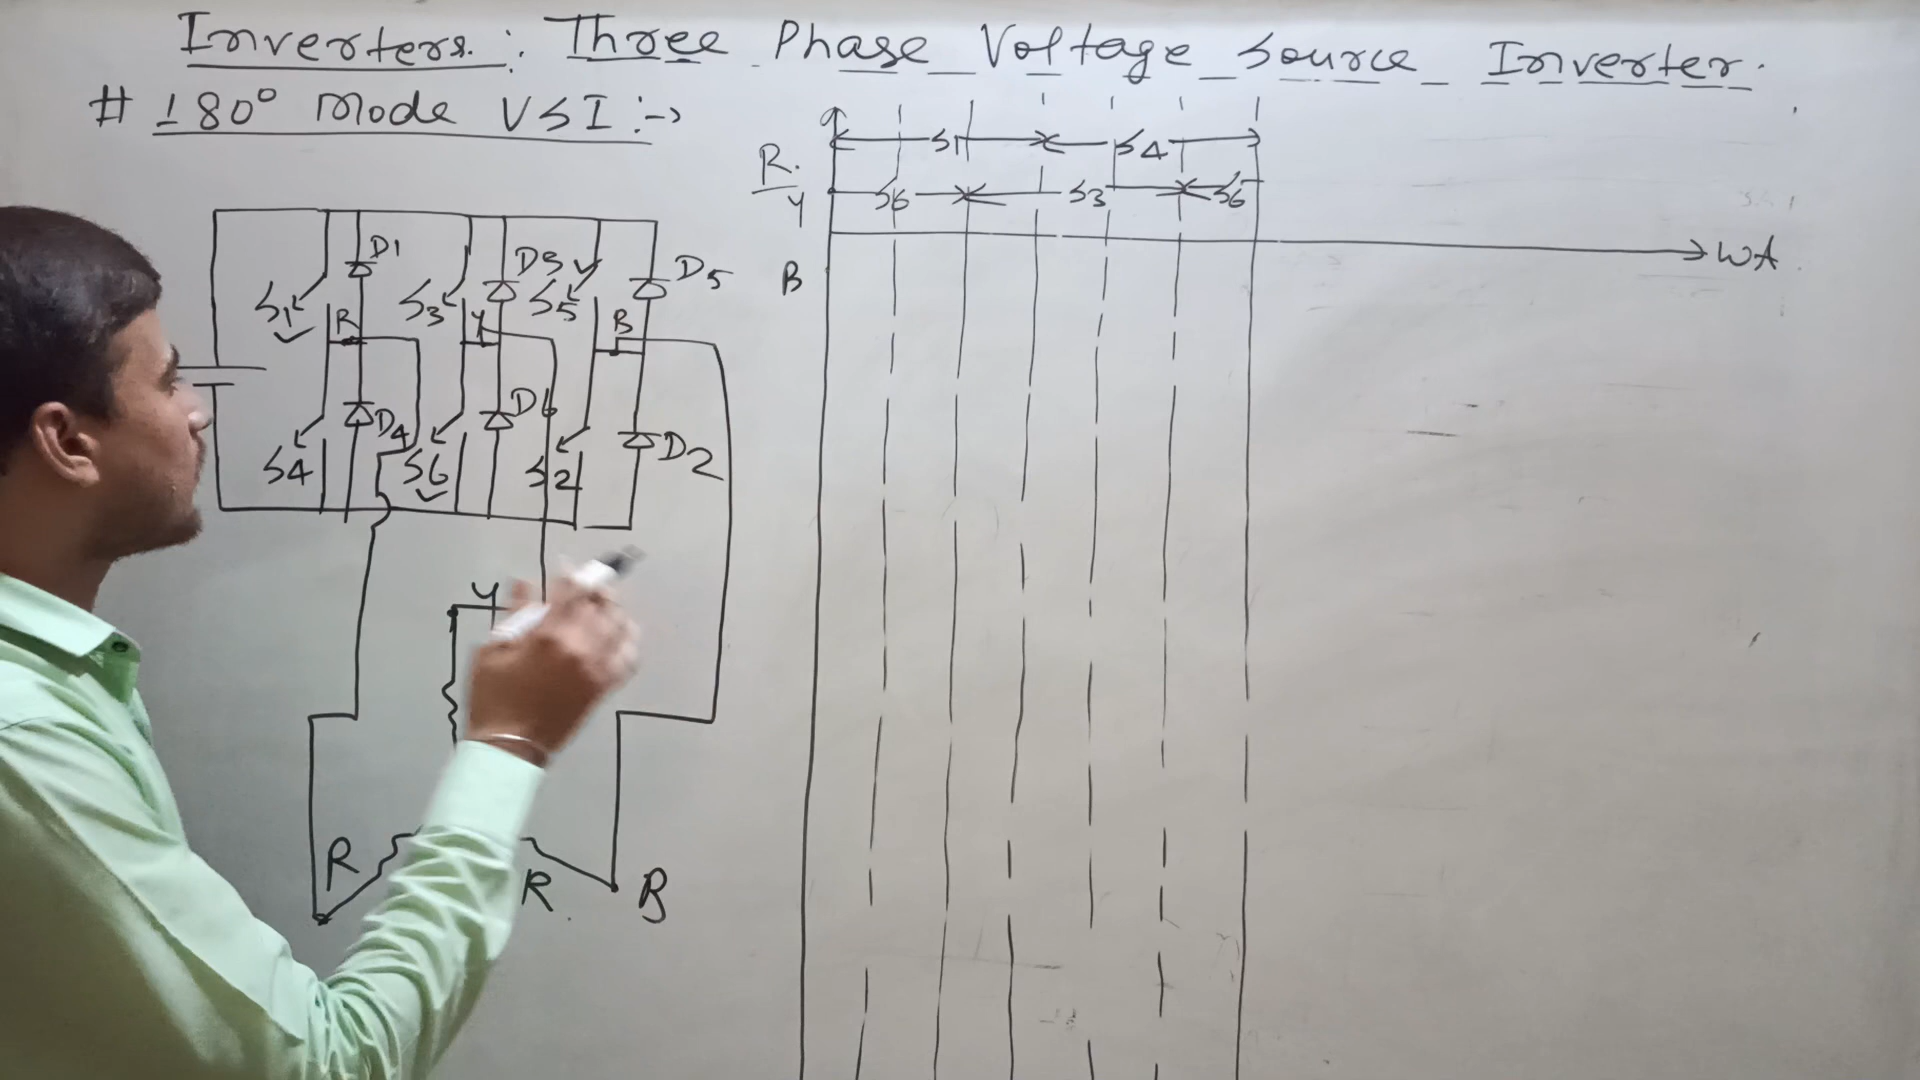 Inverters: Three Phase Voltage Source Inverter.
# 180° Mode VSI :->
R. S1 S4
Y S6 S3 S6
B
wt
D1 D3 D5
S1 S3 S5
R Y B
D4 D6 D2
S4 S6 S2
Y
R
R. B